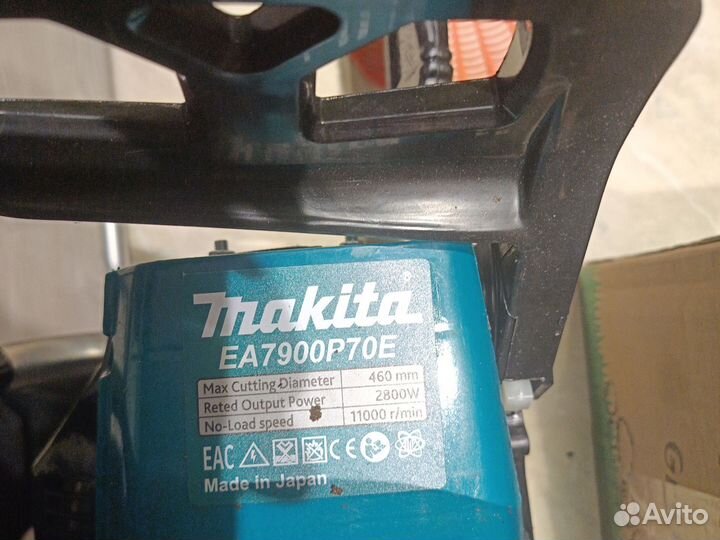 makita
EA7900P70E
Max Cutting Diameter 460 mm
Reted Output Power 2800W
No-Load speed 11000 r/min
EAC CE
Made in Japan
Avito